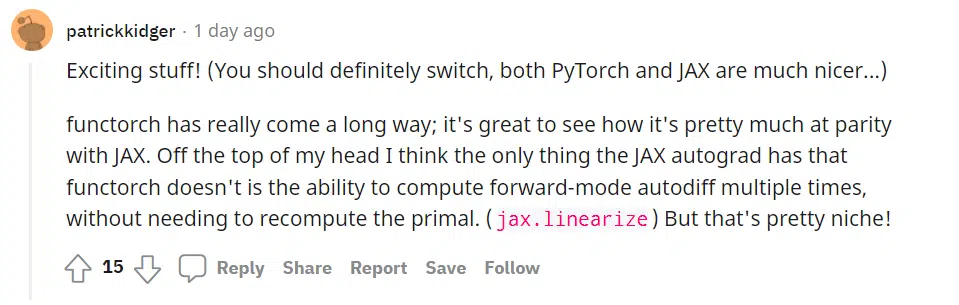 patrickkidger · 1 day ago
Exciting stuff! (You should definitely switch, both PyTorch and JAX are much nicer...)
functorch has really come a long way; it's great to see how it's pretty much at parity
with JAX. Off the top of my head I think the only thing the JAX autograd has that
functorch doesn't is the ability to compute forward-mode autodiff multiple times,
without needing to recompute the primal. (jax.linearize) But that's pretty niche!
15 Reply Share Report Save Follow